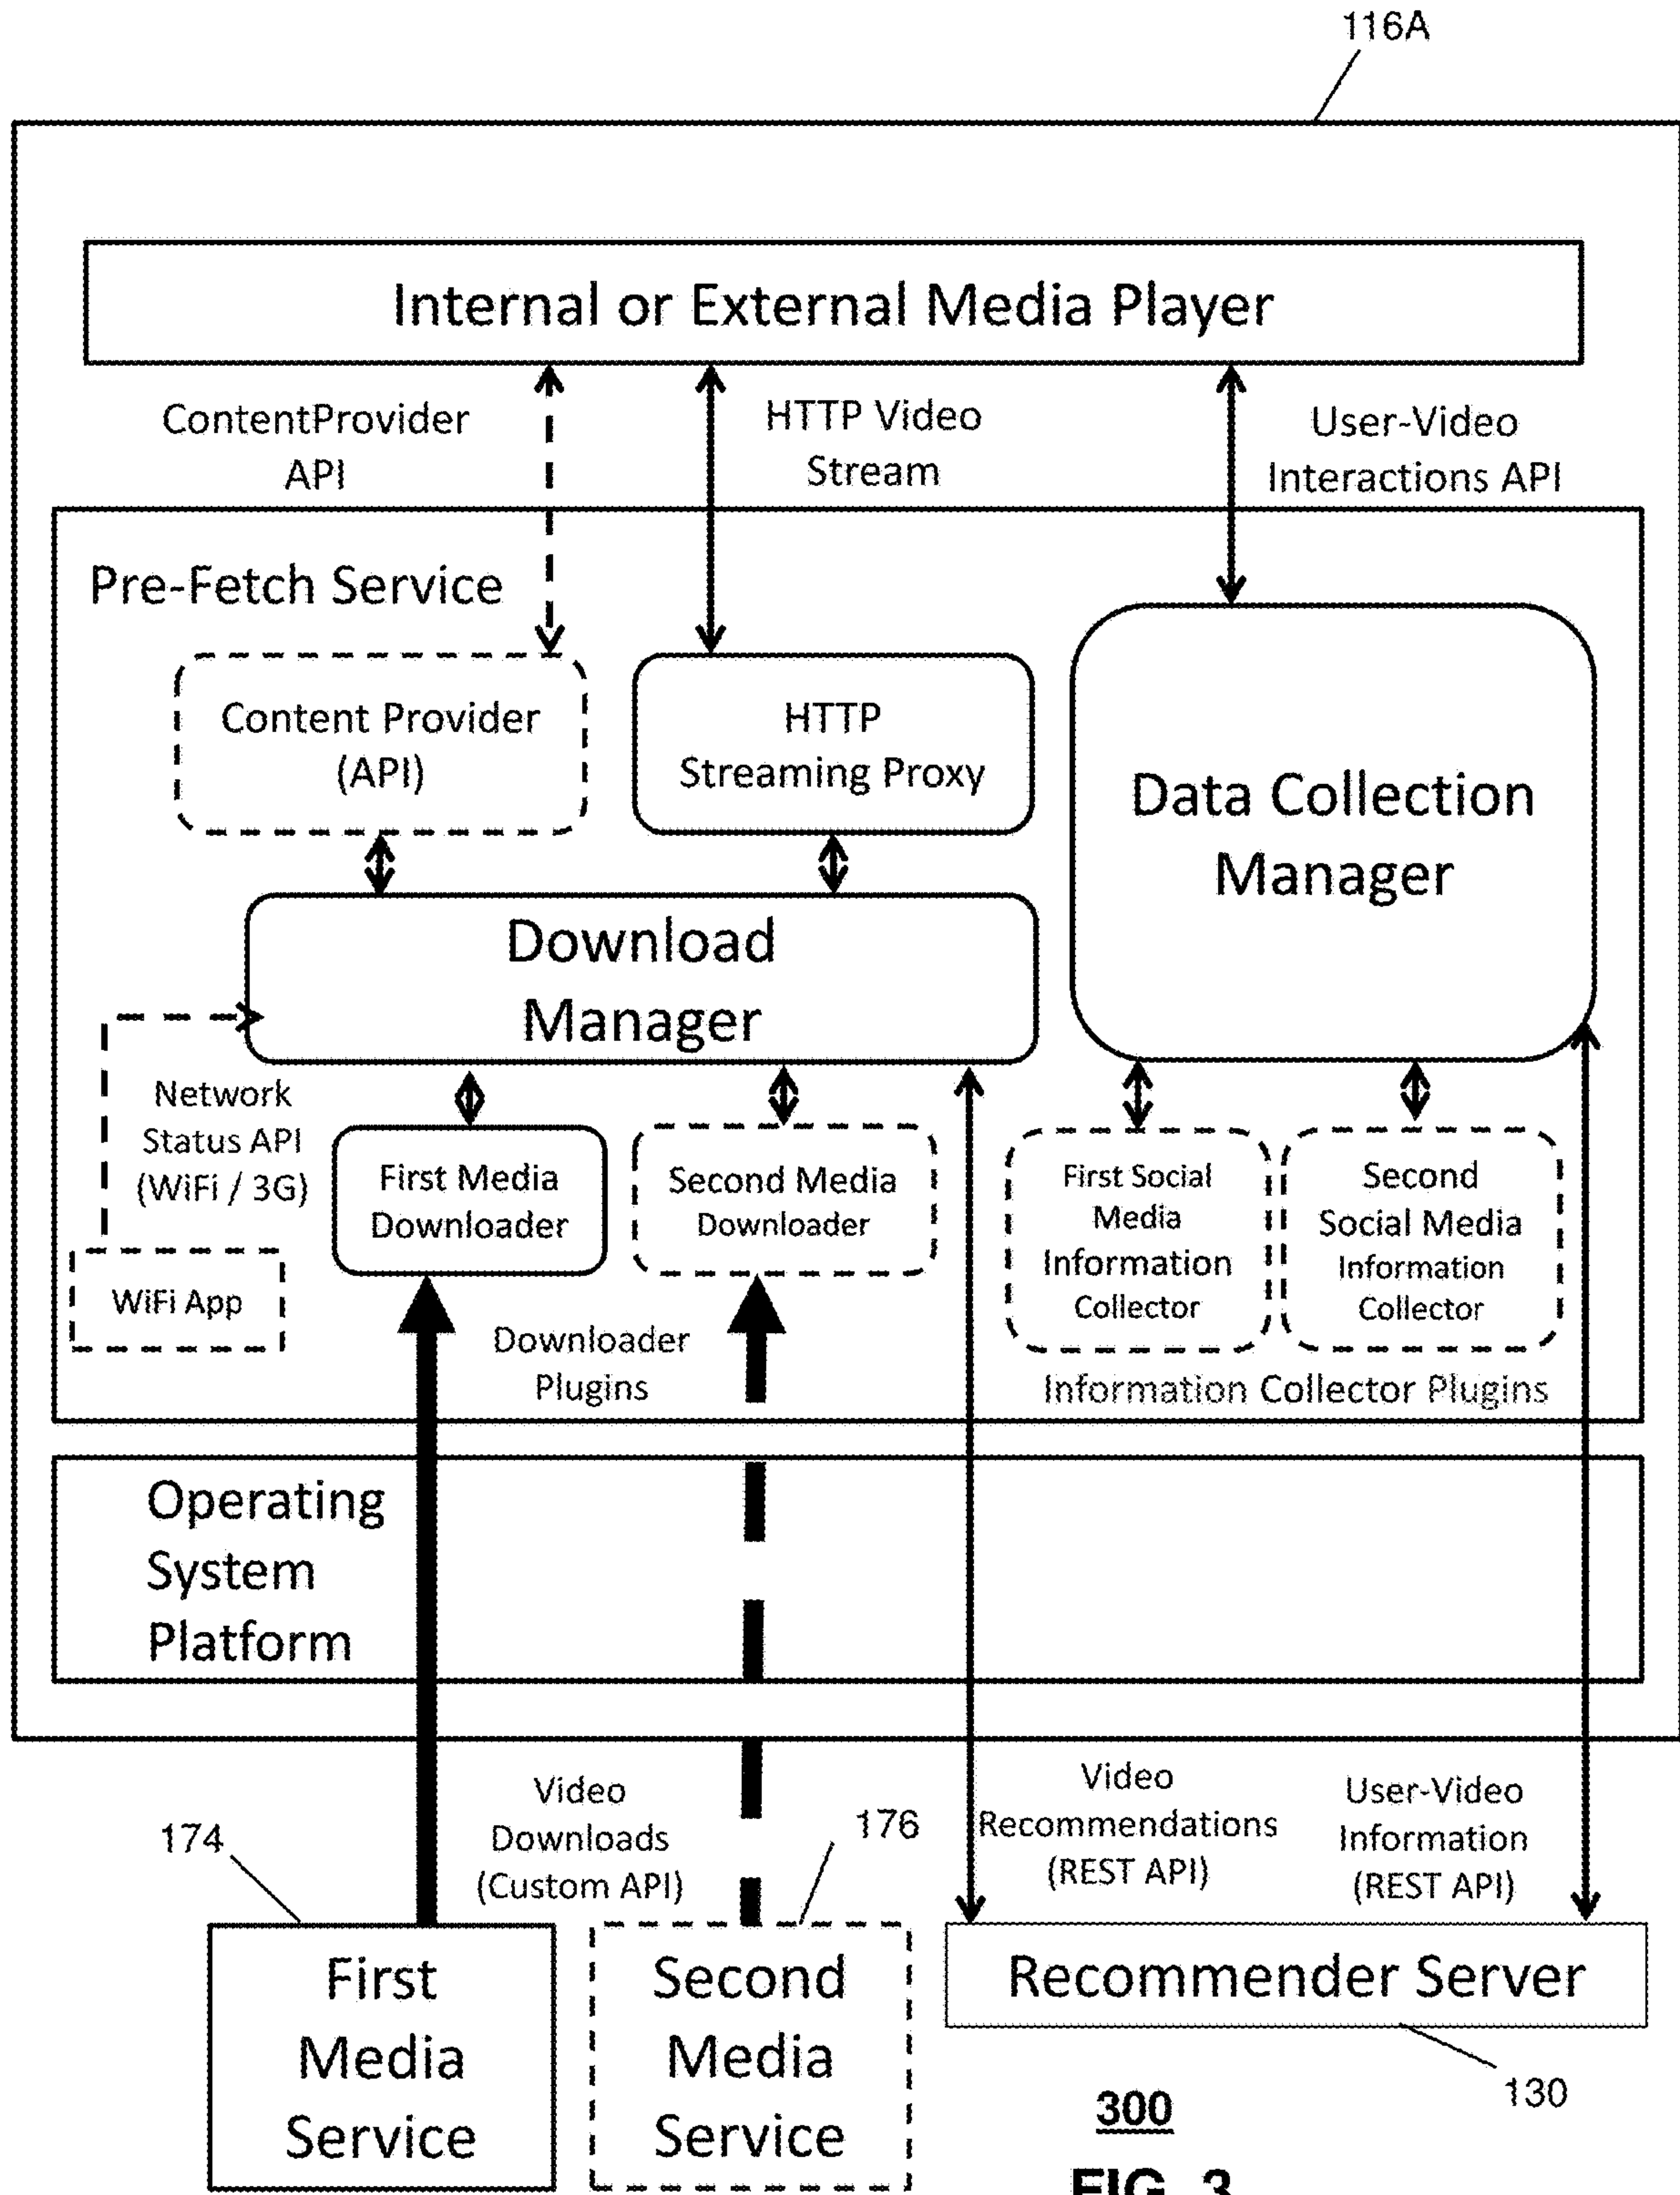 116A
Internal or External Media Player
ContentProvider
API
HTTP Video
Stream
User-Video
Interactions API
Pre-Fetch Service
Content Provider
(API)
HTTP
Streaming Proxy
Data Collection
Manager
Download
Manager
Network
Status API
(WiFi / 3G)
WiFi App
First Media
Downloader
Second Media
Downloader
First Social
Media
Information
Collector
Second
Social Media
Information
Collector
Downloader
Plugins
Information Collector Plugins
Operating
System
Platform
174
Video
Downloads
(Custom API)
176
Video
Recommendations
(REST API)
User-Video
Information
(REST API)
First
Media
Service
Second
Media
Service
Recommender Server
130
300
FIG. 3